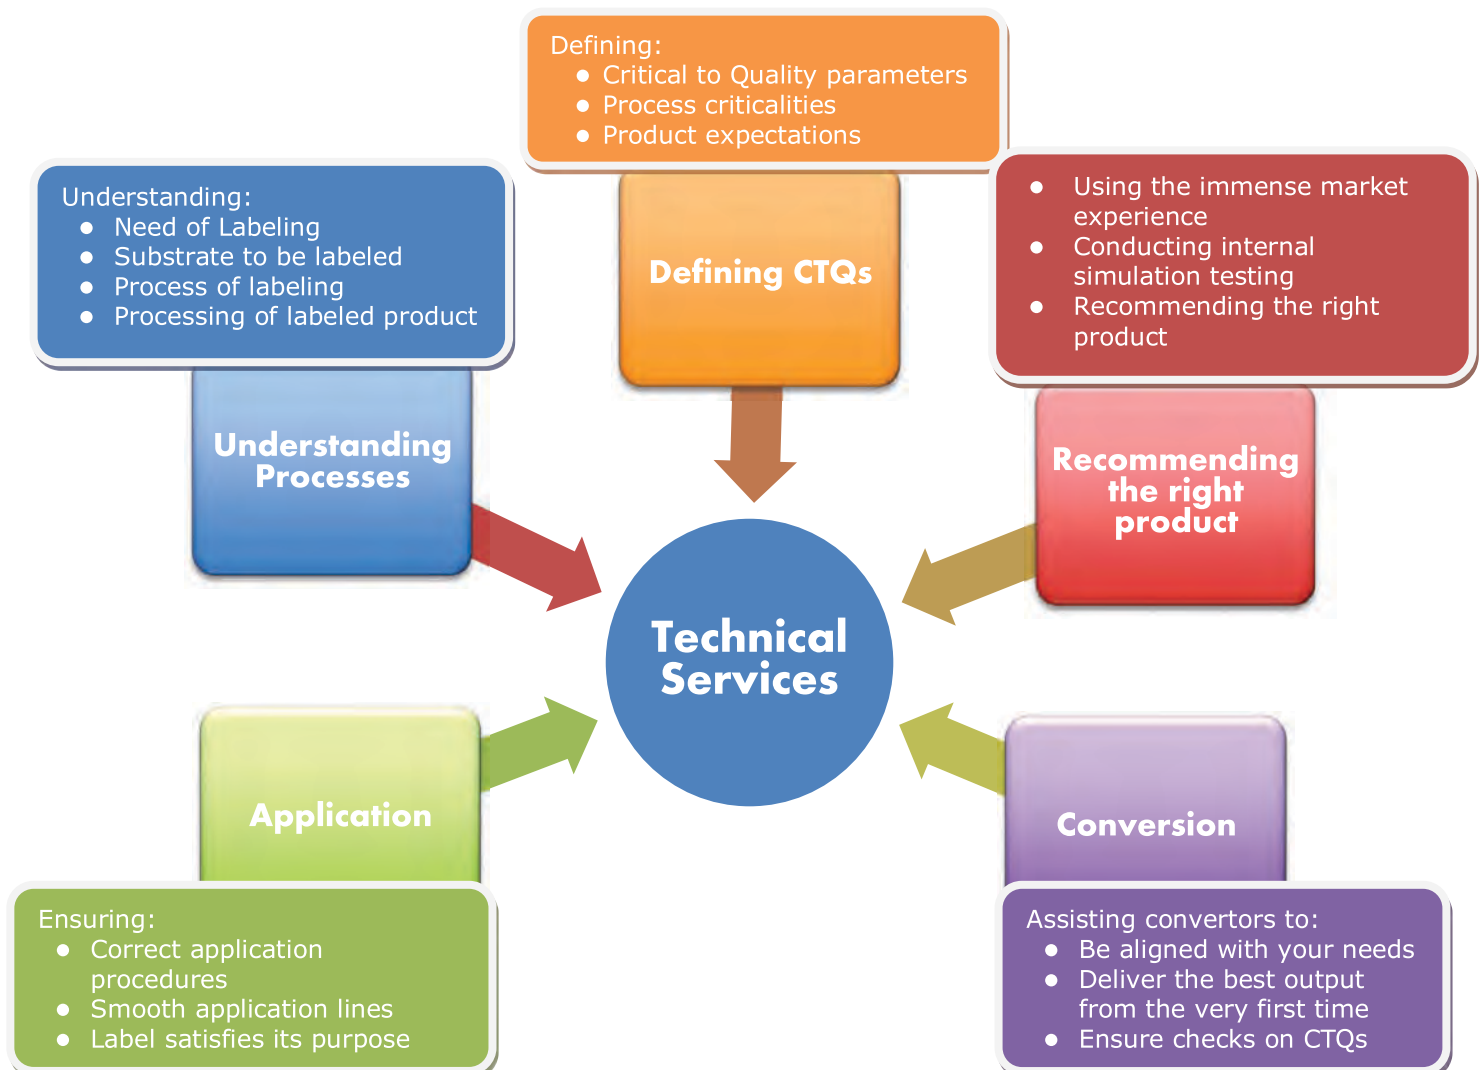 Defining:
● Critical to Quality parameters
● Process criticalities
● Product expectations
Understanding:
● Need of Labeling
● Substrate to be labeled
● Process of labeling
● Processing of labeled product
● Using the immense market
experience
● Conducting internal
simulation testing
● Recommending the right
product
Defining CTQs
Understanding
Processes
Recommending
the right
product
Technical
Services
Application
Conversion
Ensuring:
● Correct application
procedures
● Smooth application lines
● Label satisfies its purpose
Assisting convertors to:
● Be aligned with your needs
● Deliver the best output
from the very first time
● Ensure checks on CTQs